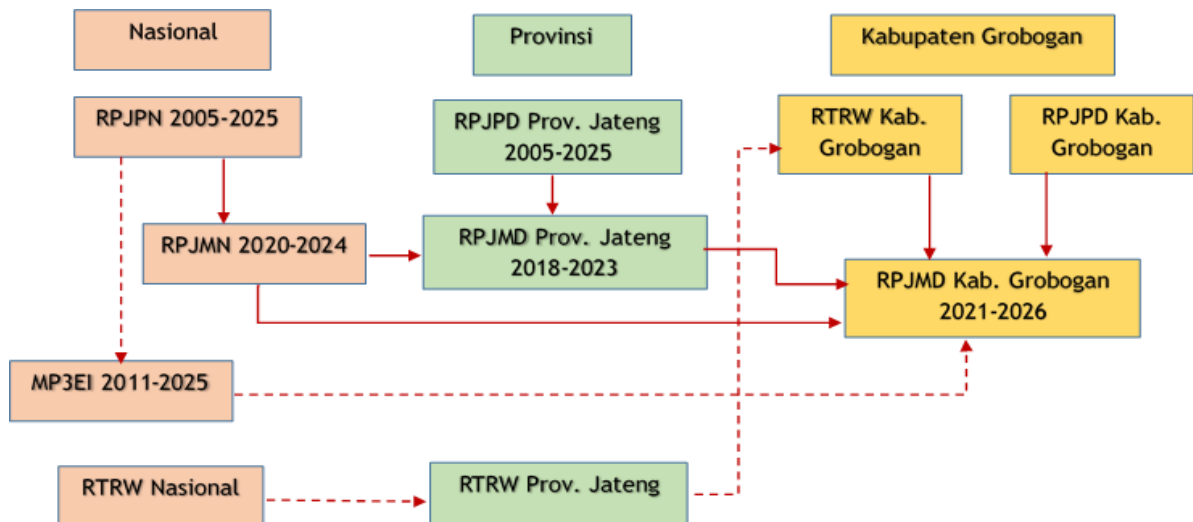 Nasional
Provinsi
Kabupaten Grobogan
RPJPN 2005-2025
RPJPD Prov. Jateng
2005-2025
RTRW Kab.
Grobogan
RPJPD Kab.
Grobogan
RPJMN 2020-2024
RPJMD Prov. Jateng
2018-2023
RPJMD Kab. Grobogan
2021-2026
MP3EI 2011-2025
RTRW Nasional
RTRW Prov. Jateng